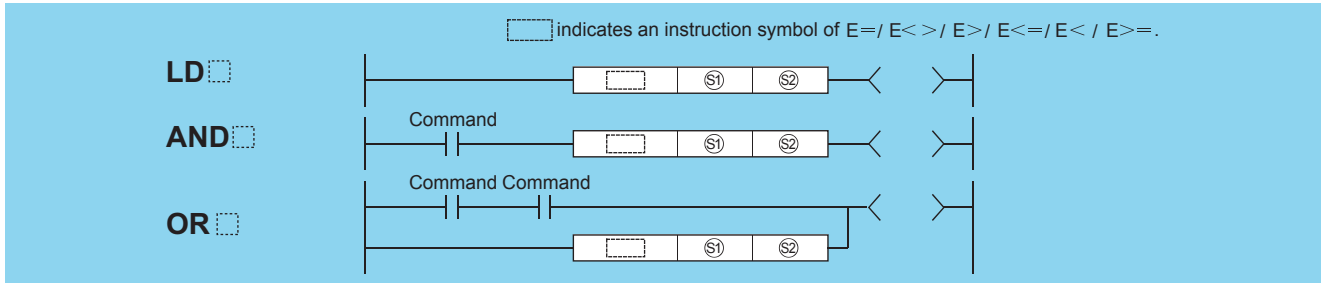 indicates an instruction symbol of E=/ E< >/ E>/ E<=/ E< / E>=.
LD S1 S2
Command
AND S1 S2
Command Command
OR
S1 S2